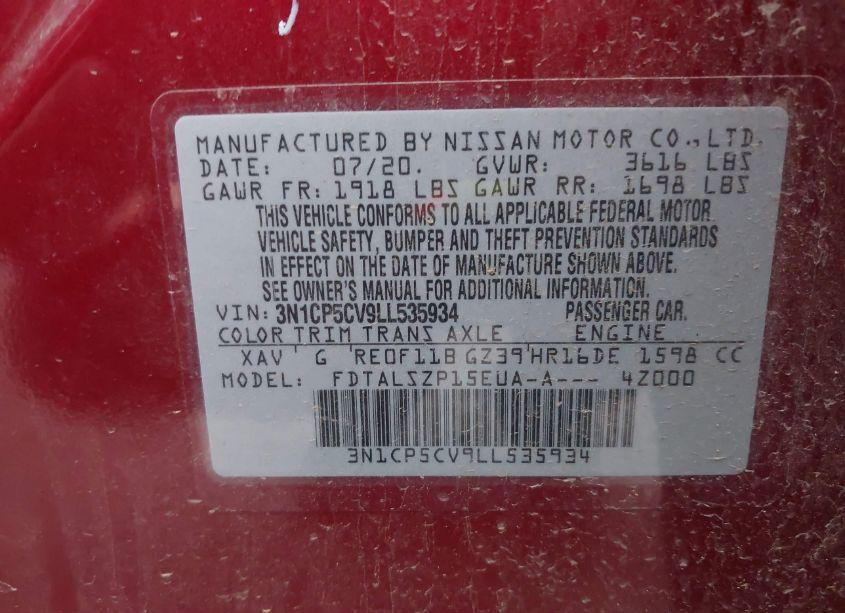 MANUFACTURED BY NISSAN MOTOR CO., LTD.
DATE: 07/20. GVWR: 3616 LBS
GAWR FR: 1918 LBS GAWR RR: 1698 LBS
THIS VEHICLE CONFORMS TO ALL APPLICABLE FEDERAL MOTOR
VEHICLE SAFETY, BUMPER AND THEFT PREVENTION STANDARDS
IN EFFECT ON THE DATE OF MANUFACTURE SHOWN ABOVE.
SEE OWNER'S MANUAL FOR ADDITIONAL INFORMATION.
VIN: 3N1CP5CV9LL535934 PASSENGER CAR.
COLOR TRIM TRANS AXLE ENGINE
XAV G RE0F11B GZ39 HR16DE 1598 CC
MODEL: FDTALSZP15EUA-A--- 4Z000
3N1CP5CV9LL535934